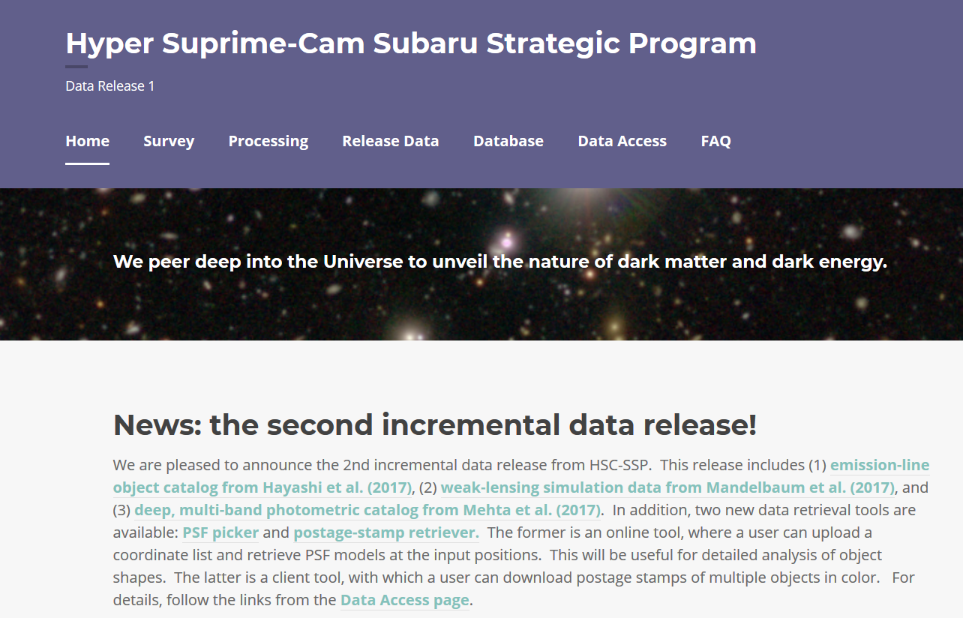 Hyper Suprime-Cam Subaru Strategic Program
Data Release 1
Home Survey Processing Release Data Database Data Access FAQ
We peer deep into the Universe to unveil the nature of dark matter and dark energy.
News: the second incremental data release!
We are pleased to announce the 2nd incremental data release from HSC-SSP. This release includes (1) emission-line
object catalog from Hayashi et al. (2017), (2) weak-lensing simulation data from Mandelbaum et al. (2017), and
(3) deep, multi-band photometric catalog from Mehta et al. (2017). In addition, two new data retrieval tools are
available: PSF picker and postage-stamp retriever. The former is an online tool, where a user can upload a
coordinate list and retrieve PSF models at the input positions. This will be useful for detailed analysis of object
shapes. The latter is a client tool, with which a user can download postage stamps of multiple objects in color. For
details, follow the links from the Data Access page.